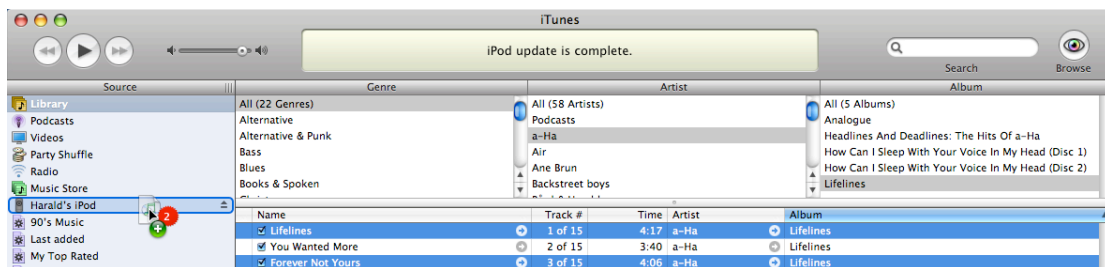 iTunes
iPod update is complete.
Search
Browse
Source
Genre
Artist
Album
Library
Podcasts
Videos
Party Shuffle
Radio
Music Store
Harald's iPod
90's Music
Last added
My Top Rated
All (22 Genres)
Alternative
Alternative & Punk
Bass
Blues
Books & Spoken
All (58 Artists)
Podcasts
a-Ha
Air
Ane Brun
Backstreet boys
All (5 Albums)
Analogue
Headlines And Deadlines: The Hits Of a-Ha
How Can I Sleep With Your Voice In My Head (Disc 1)
How Can I Sleep With Your Voice In My Head (Disc 2)
Lifelines
2
Name Track # Time Artist Album
Lifelines 1 of 15 4:17 a-Ha Lifelines
You Wanted More 2 of 15 3:40 a-Ha Lifelines
Forever Not Yours 3 of 15 4:06 a-Ha Lifelines